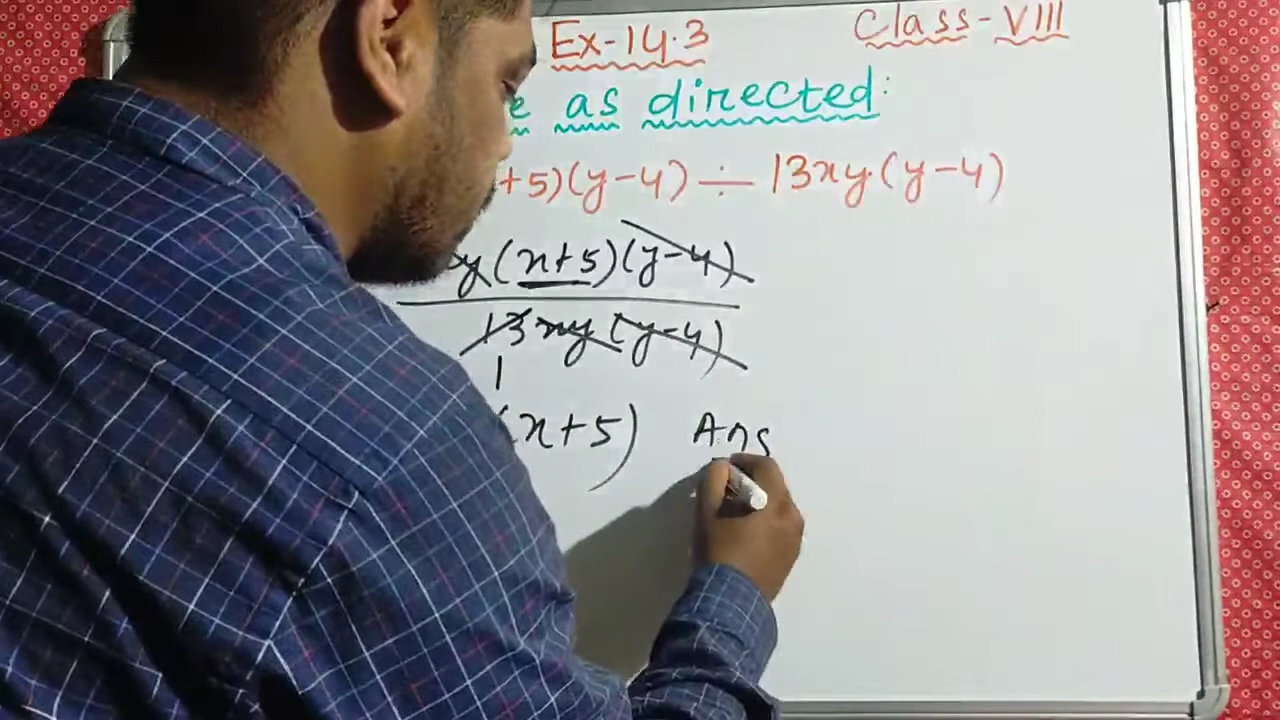 Ex-14.3 Class-VIII
as directed:
+5)(y-4) ÷ 13xy(y-4)
y(x+5)(y-4)
13xy(y-4)
1
(x+5) Ans